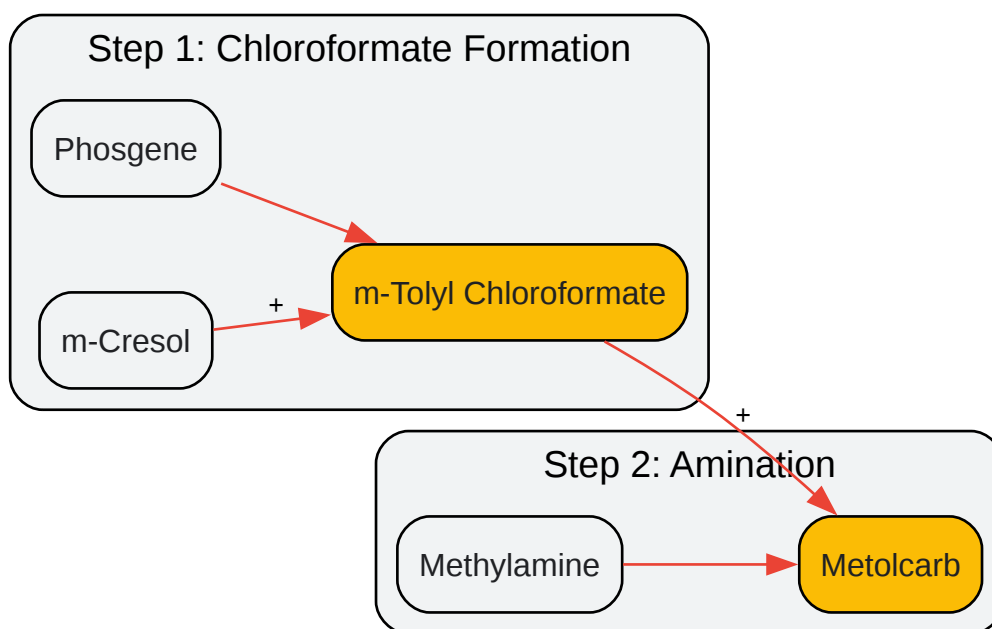 Step 1: Chloroformate Formation
Phosgene
+
m-Tolyl Chloroformate
m-Cresol
+
Step 2: Amination
Methylamine
Metolcarb